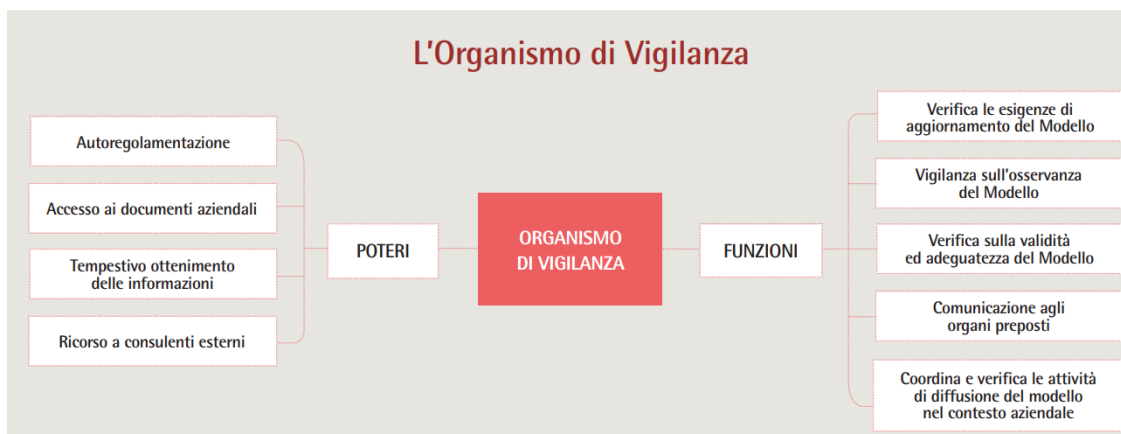 L'Organismo di Vigilanza
Autoregolamentazione
Accesso ai documenti aziendali
Tempestivo ottenimento
delle informazioni
Ricorso a consulenti esterni
POTERI
ORGANISMO
DI VIGILANZA
FUNZIONI
Verifica le esigenze di
aggiornamento del Modello
Vigilanza sull'osservanza
del Modello
Verifica sulla validità
ed adeguatezza del Modello
Comunicazione agli
organi preposti
Coordina e verifica le attività
di diffusione del modello
nel contesto aziendale